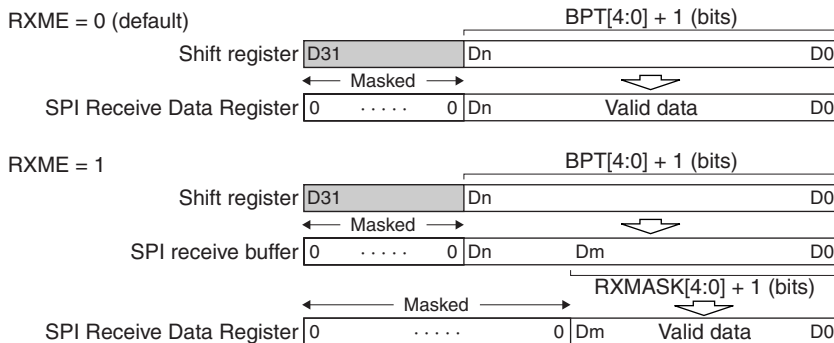 RXME = 0 (default)
BPT[4:0] + 1 (bits)
Shift register D31 Dn D0
Masked
SPI Receive Data Register 0 ····· 0 Dn Valid data D0
RXME = 1
BPT[4:0] + 1 (bits)
Shift register D31 Dn D0
Masked
SPI receive buffer 0 ····· 0 Dn Dm D0
RXMASK[4:0] + 1 (bits)
Masked
SPI Receive Data Register 0 ····· 0 Dm Valid data D0